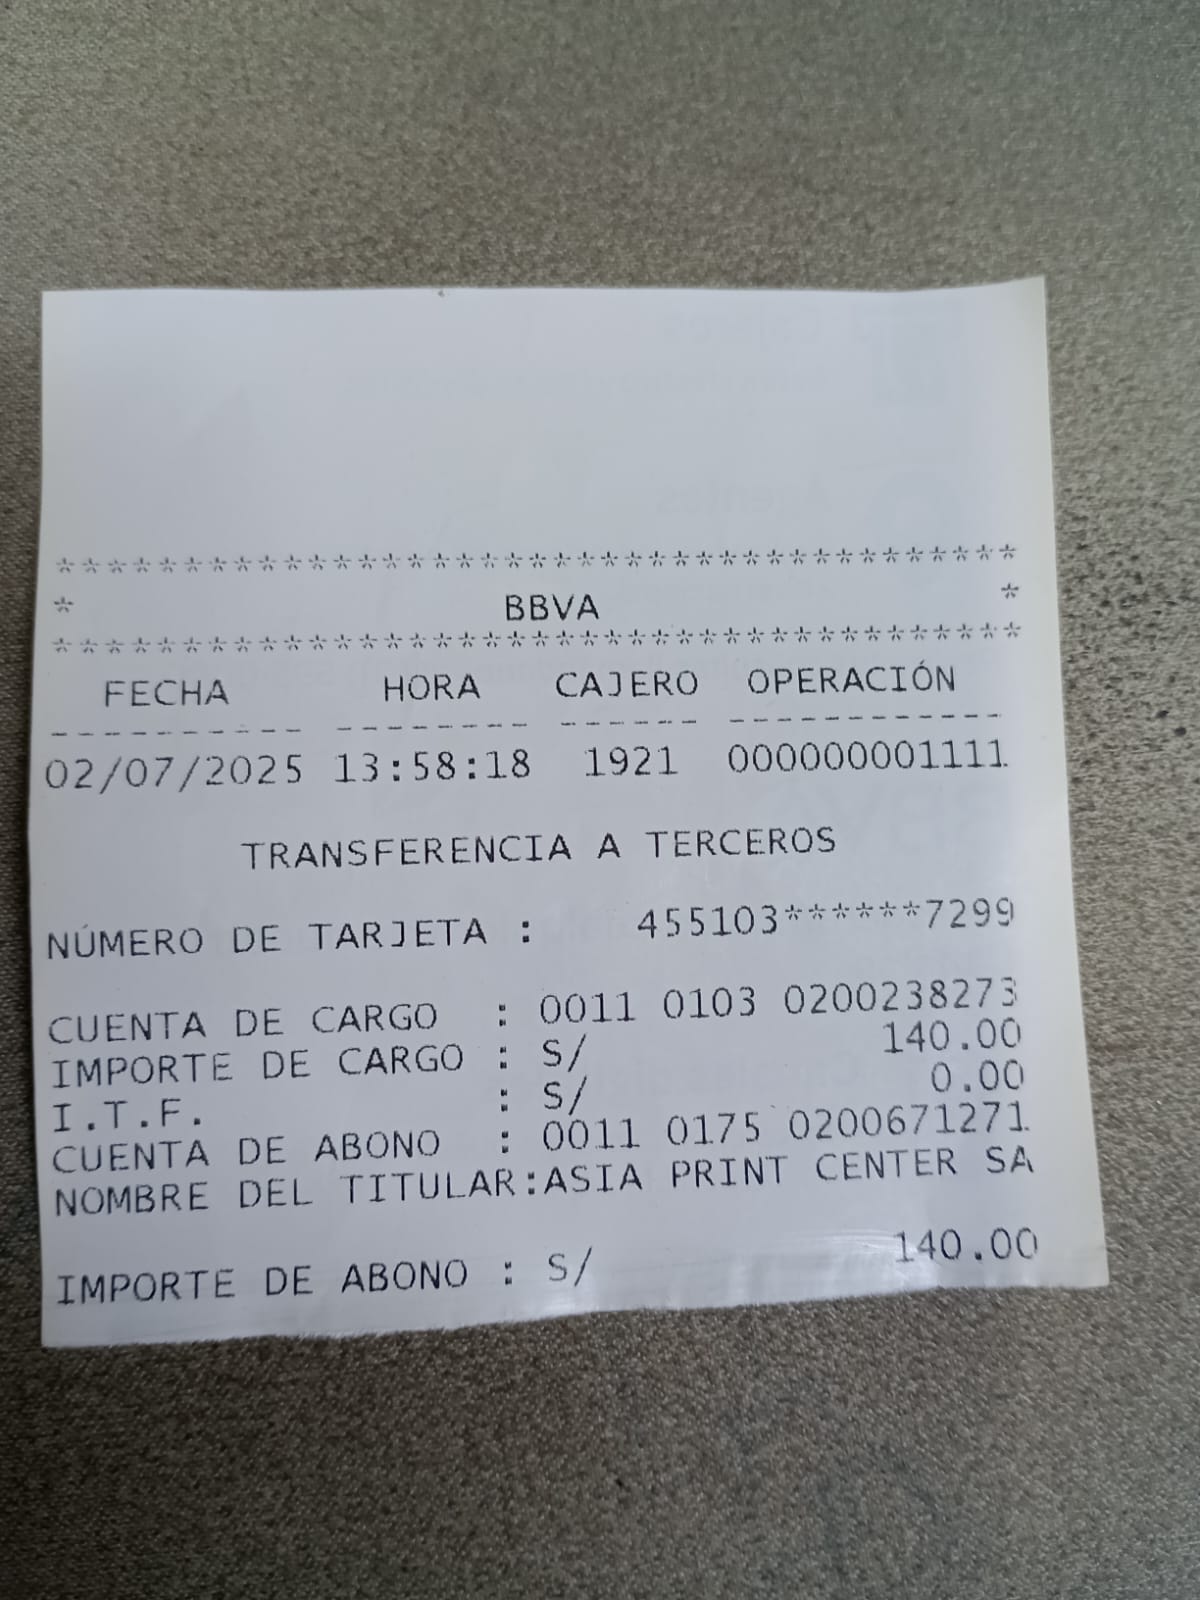 ****************************************
* BBVA *
****************************************
FECHA HORA CAJERO OPERACIÓN
---------- -------- ------ ------------
02/07/2025 13:58:18 1921 000000001111
TRANSFERENCIA A TERCEROS
NÚMERO DE TARJETA : 455103******7299
CUENTA DE CARGO : 0011 0103 0200238273
IMPORTE DE CARGO : S/ 140.00
I.T.F. : S/ 0.00
CUENTA DE ABONO : 0011 0175 0200671271
NOMBRE DEL TITULAR:ASIA PRINT CENTER SA
IMPORTE DE ABONO : S/ 140.00